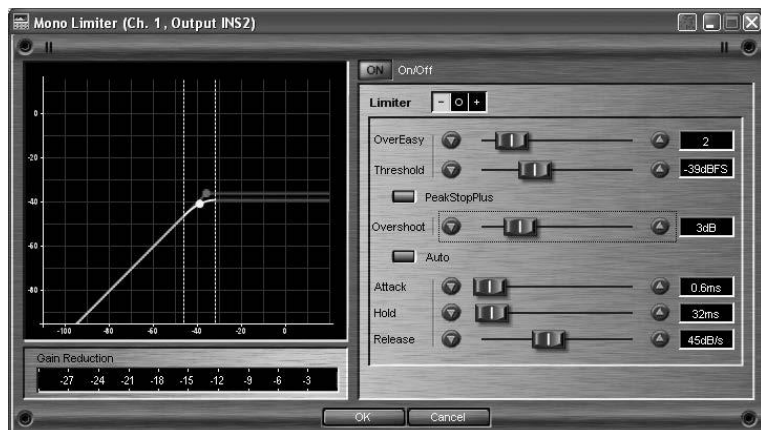 Mono Limiter (Ch. 1, Output INS2)
ON On/Off
Limiter - O +
OverEasy 2
Threshold -39dBFS
PeakStopPlus
Overshoot 3dB
Auto
Attack 0.6ms
Hold 32ms
Release 45dB/s
0
-20
-40
-60
-80
-100 -80 -60 -40 -20 0
Gain Reduction
-27 -24 -21 -18 -15 -12 -9 -6 -3
OK Cancel